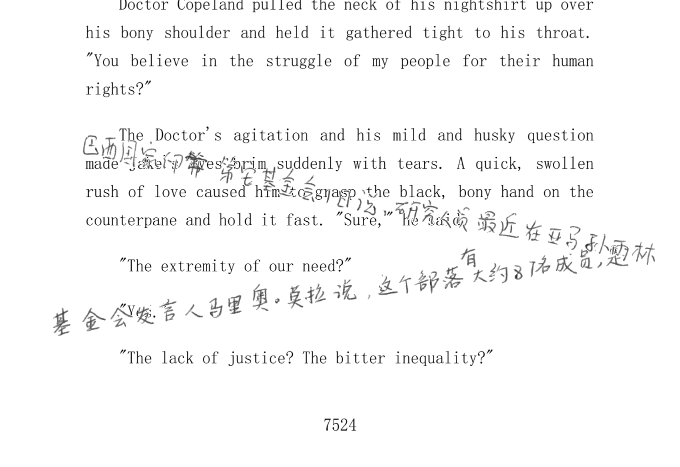 Doctor Copeland pulled the neck of his nightshirt up over
his bony shoulder and held it gathered tight to his throat.
"You believe in the struggle of my people for their human
rights?"
The Doctor's agitation and his mild and husky question
巴西国家印 第安基金会 说，研究人员最近在亚马孙雨林
made Jake's eyes brim suddenly with tears. A quick, swollen
rush of love caused him to grasp the black, bony hand on the
counterpane and hold it fast. "Sure," he said.
"The extremity of our need?"
有
基金会发言人马里奥。莫拉说，这个部落大约87名成员，
"Yes."
"The lack of justice? The bitter inequality?"
7524